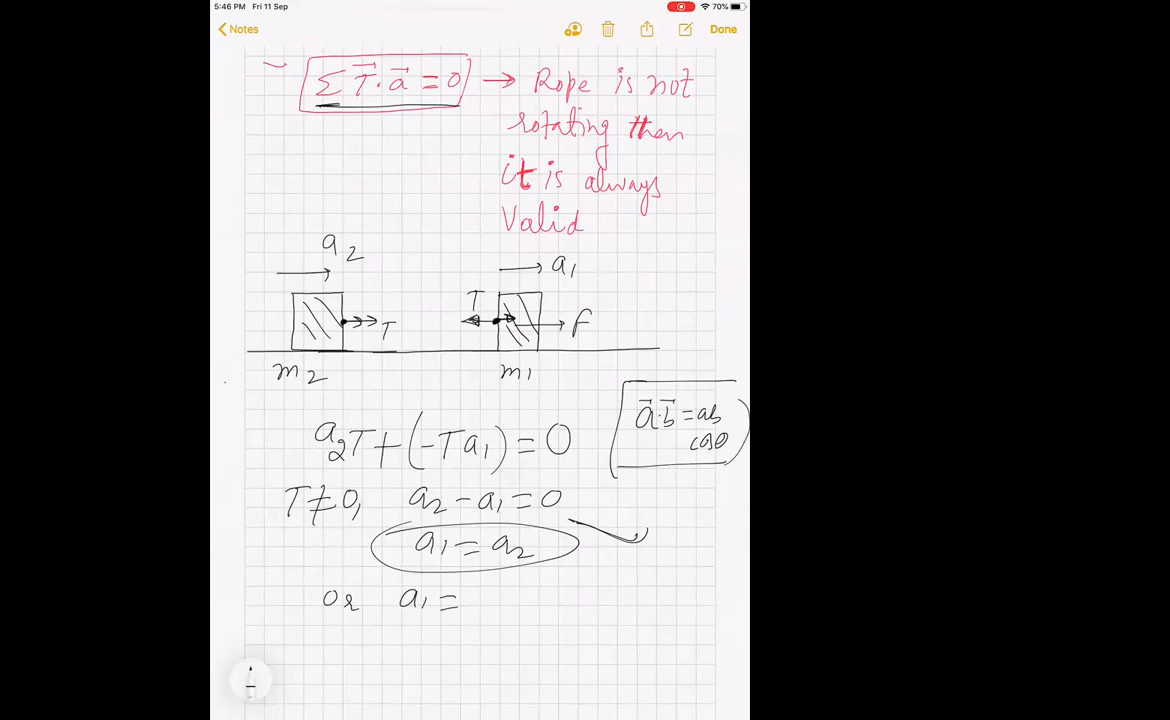 5:46 PM Fri 11 Sep
70%
Notes
Done
∑ T⃗·a⃗ = 0 → Rope is not
rotating then
it is always
Valid
a2
a1
T
T
F
m2
m1
a⃗·b⃗ = ab
cosθ
a2T + (-Ta1) = 0
T ≠ 0, a2 - a1 = 0
a1 = a2
or a1 =